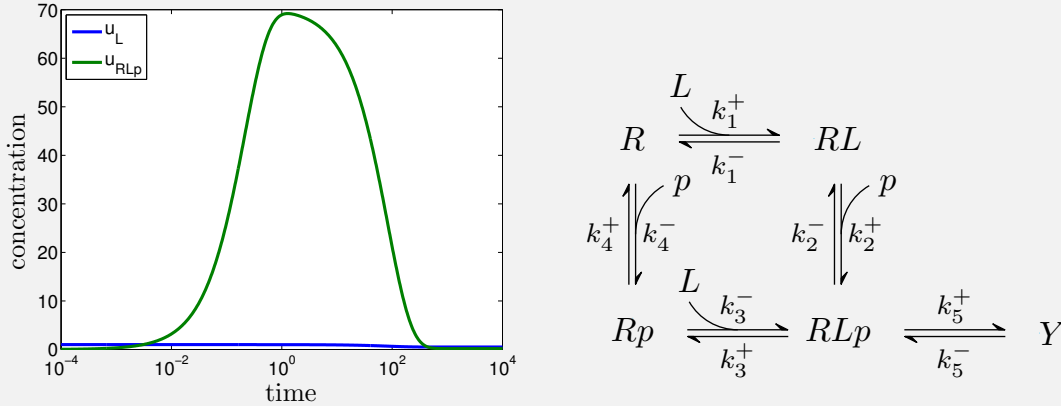 70
60
50
40
30
20
10
0
u_L
u_RLp
concentration
10^−4 10^−2 10^0 10^2 10^4
time
L
k_1^+
R RL
k_1^−
p p
k_4^+ k_4^− k_2^− k_2^+
L
k_3^− k_5^+
Rp RLp Y
k_3^+ k_5^−